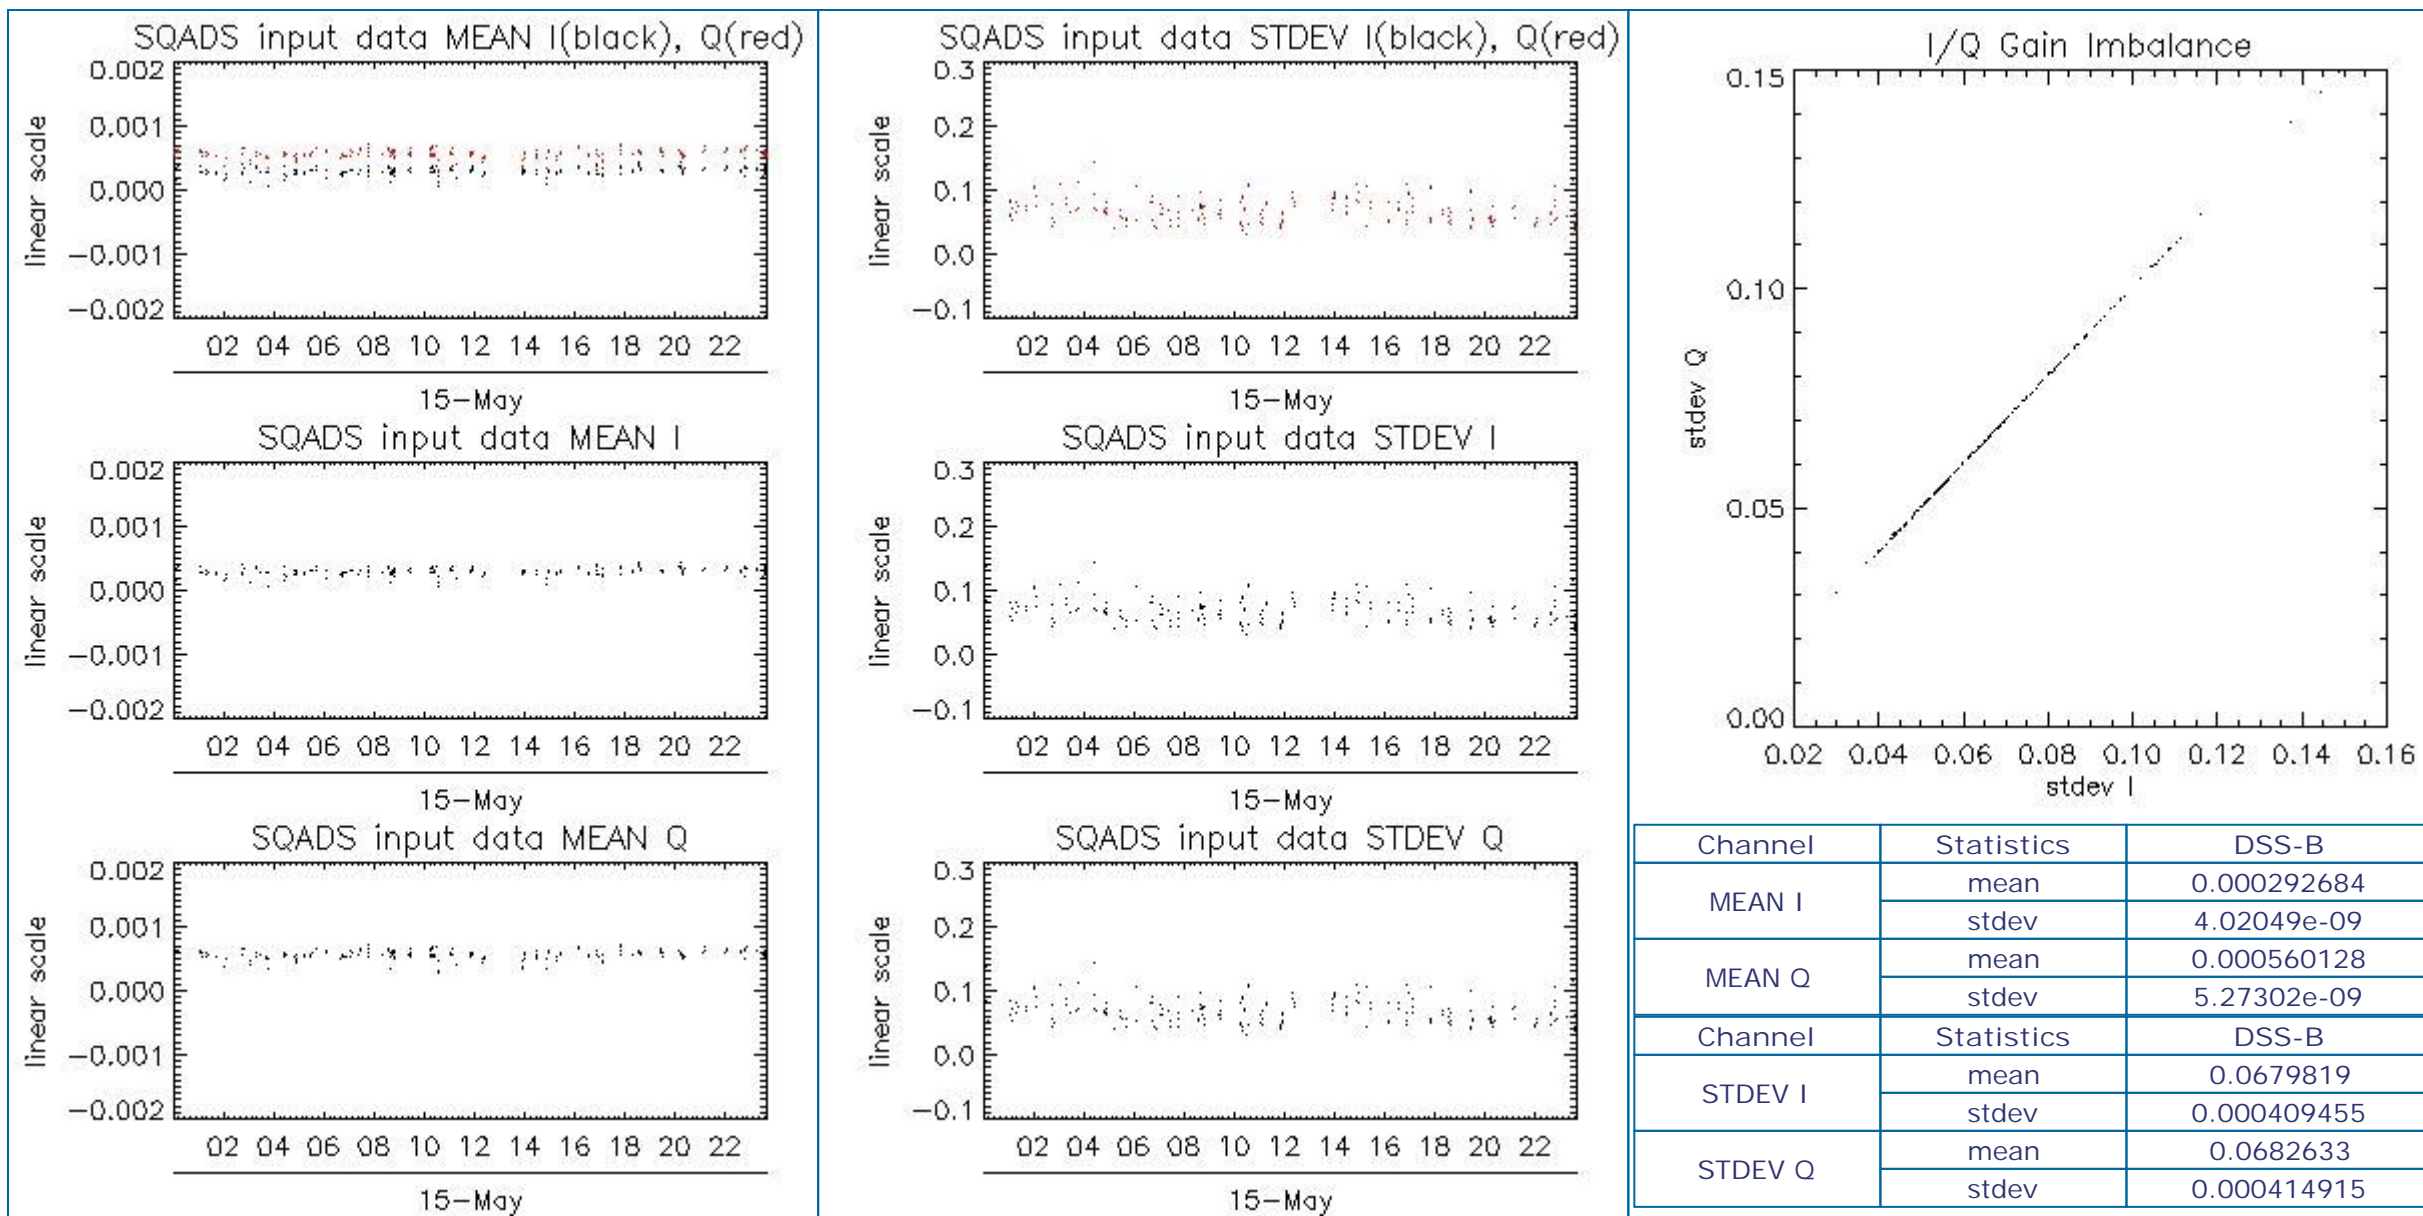 SQADS input data MEAN I(black), Q(red)
0.002
0.001
0.000
-0.001
-0.002
linear scale
02 04 06 08 10 12 14 16 18 20 22
15-May
SQADS input data MEAN I
0.002
0.001
0.000
-0.001
-0.002
linear scale
02 04 06 08 10 12 14 16 18 20 22
15-May
SQADS input data MEAN Q
0.002
0.001
0.000
-0.001
-0.002
linear scale
02 04 06 08 10 12 14 16 18 20 22
15-May
SQADS input data STDEV I(black), Q(red)
0.3
0.2
0.1
0.0
-0.1
linear scale
02 04 06 08 10 12 14 16 18 20 22
15-May
SQADS input data STDEV I
0.3
0.2
0.1
0.0
-0.1
linear scale
02 04 06 08 10 12 14 16 18 20 22
15-May
SQADS input data STDEV Q
0.3
0.2
0.1
0.0
-0.1
linear scale
02 04 06 08 10 12 14 16 18 20 22
15-May
I/Q Gain Imbalance
0.15
0.10
0.05
0.00
stdev Q
0.02 0.04 0.06 0.08 0.10 0.12 0.14 0.16
stdev I
Channel Statistics DSS-B
MEAN I mean 0.000292684
stdev 4.02049e-09
MEAN Q mean 0.000560128
stdev 5.27302e-09
Channel Statistics DSS-B
STDEV I mean 0.0679819
stdev 0.000409455
STDEV Q mean 0.0682633
stdev 0.000414915